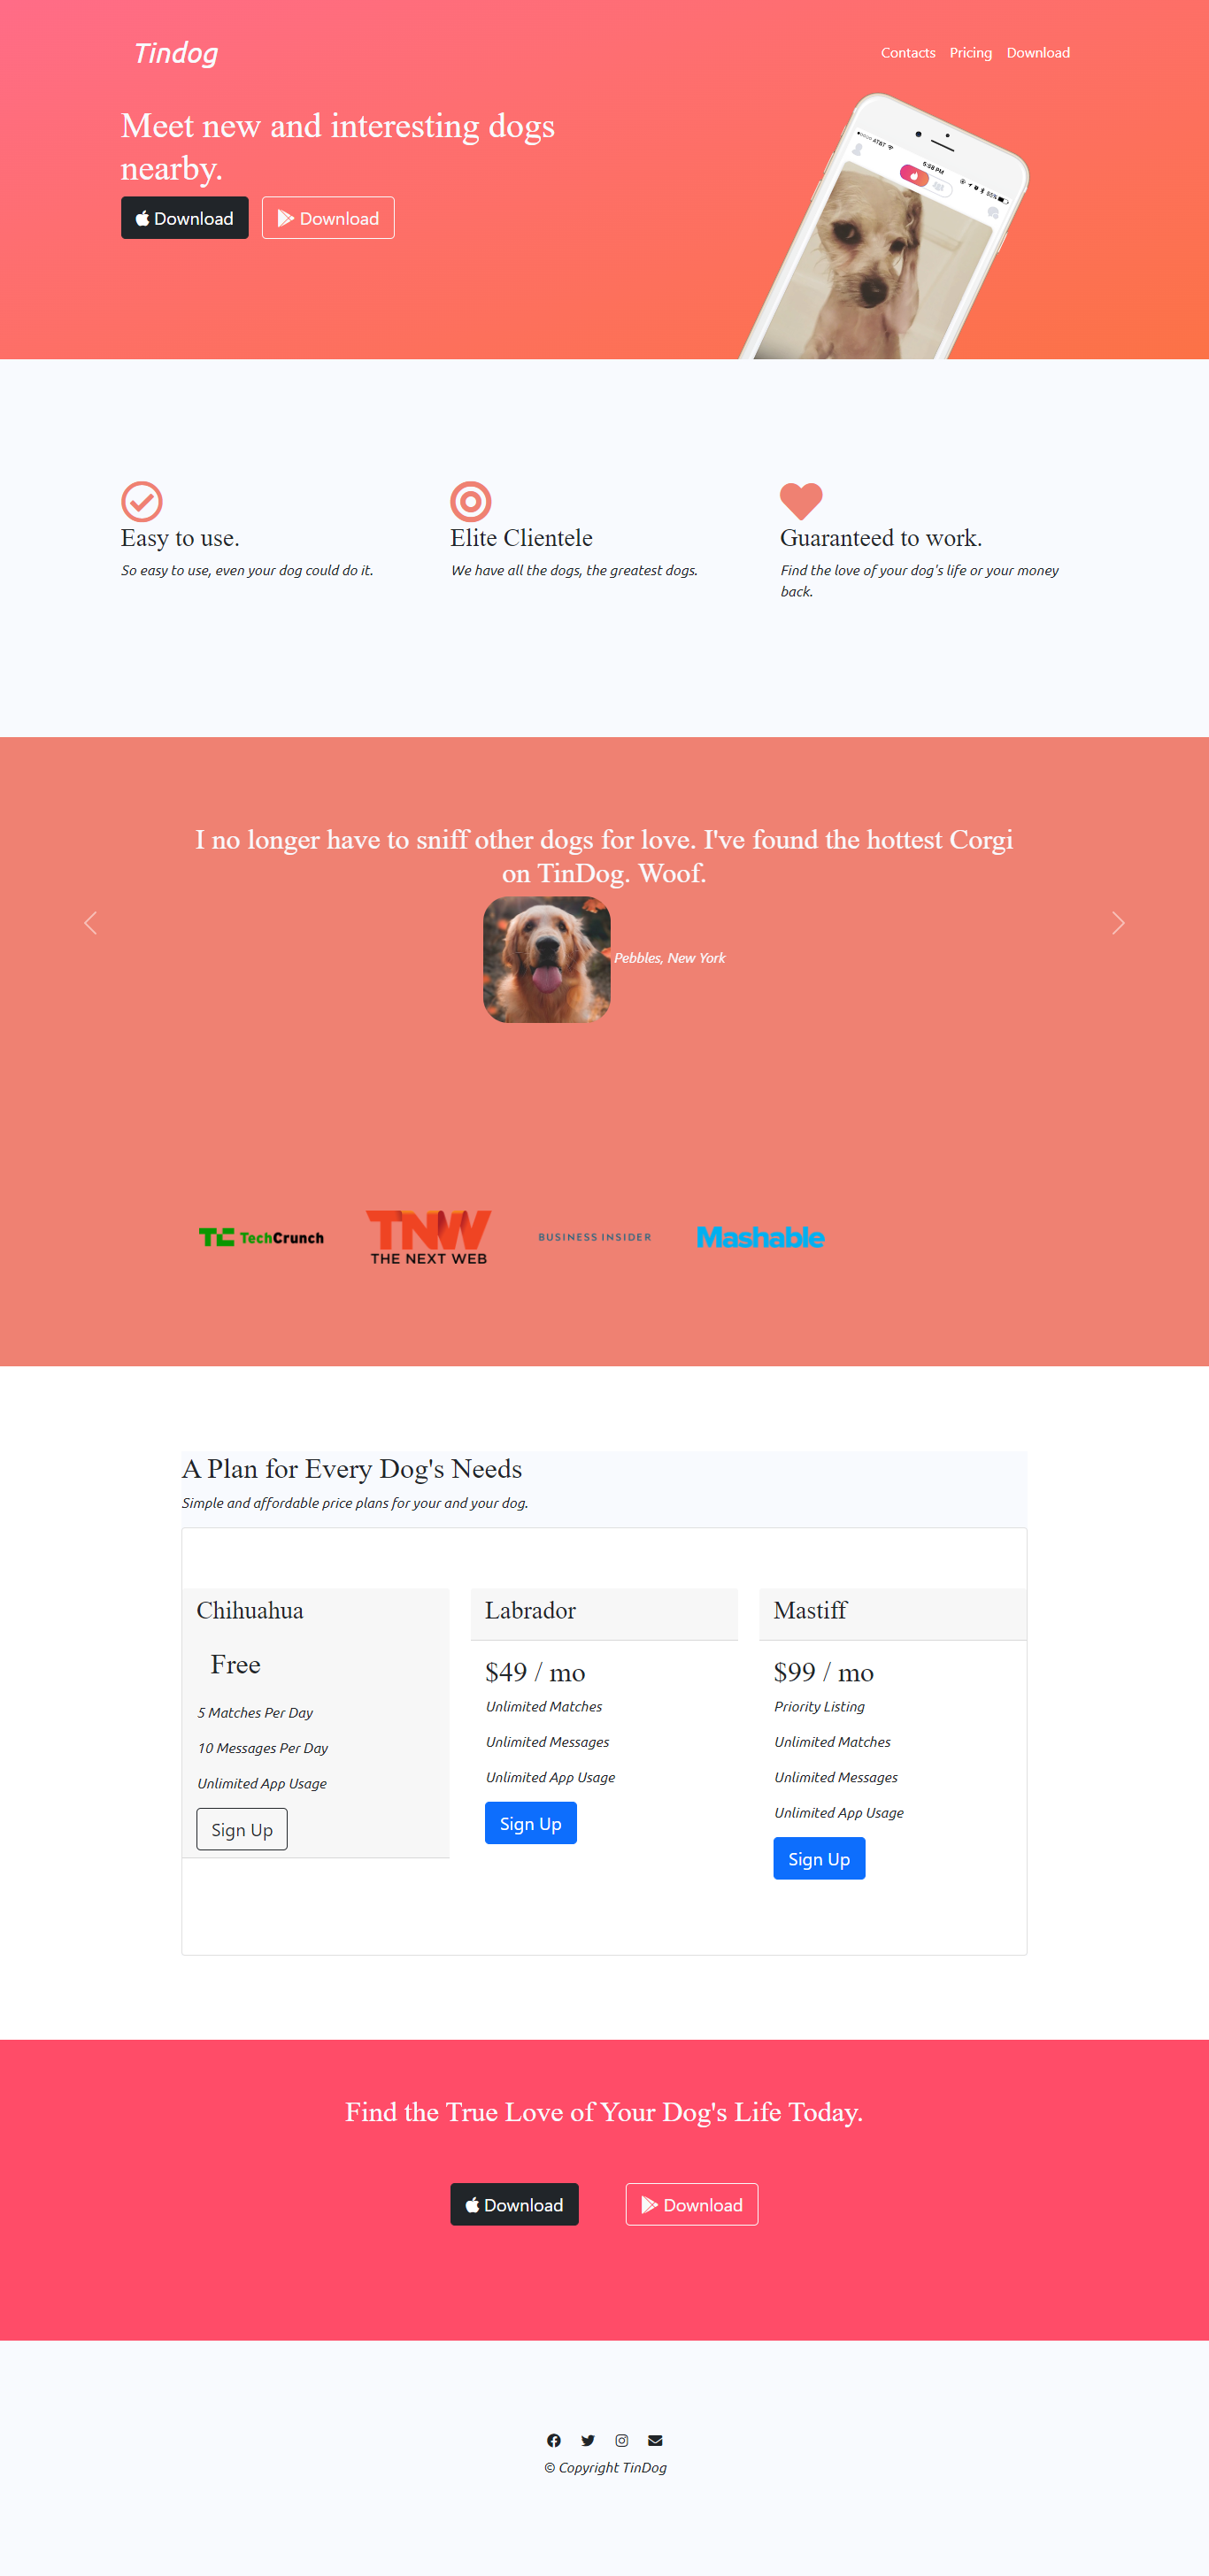 Tindog
Contacts Pricing Download
Meet new and interesting dogs
nearby.
Download Download
AT&T 5:58 PM 55%
Easy to use.
So easy to use, even your dog could do it.
Elite Clientele
We have all the dogs, the greatest dogs.
Guaranteed to work.
Find the love of your dog's life or your money
back.
I no longer have to sniff other dogs for love. I've found the hottest Corgi
on TinDog. Woof.
Pebbles, New York
TC TechCrunch
TNW
THE NEXT WEB
BUSINESS INSIDER
Mashable
A Plan for Every Dog's Needs
Simple and affordable price plans for your and your dog.
Chihuahua
Free
5 Matches Per Day
10 Messages Per Day
Unlimited App Usage
Sign Up
Labrador
$49 / mo
Unlimited Matches
Unlimited Messages
Unlimited App Usage
Sign Up
Mastiff
$99 / mo
Priority Listing
Unlimited Matches
Unlimited Messages
Unlimited App Usage
Sign Up
Find the True Love of Your Dog's Life Today.
Download Download
© Copyright TinDog